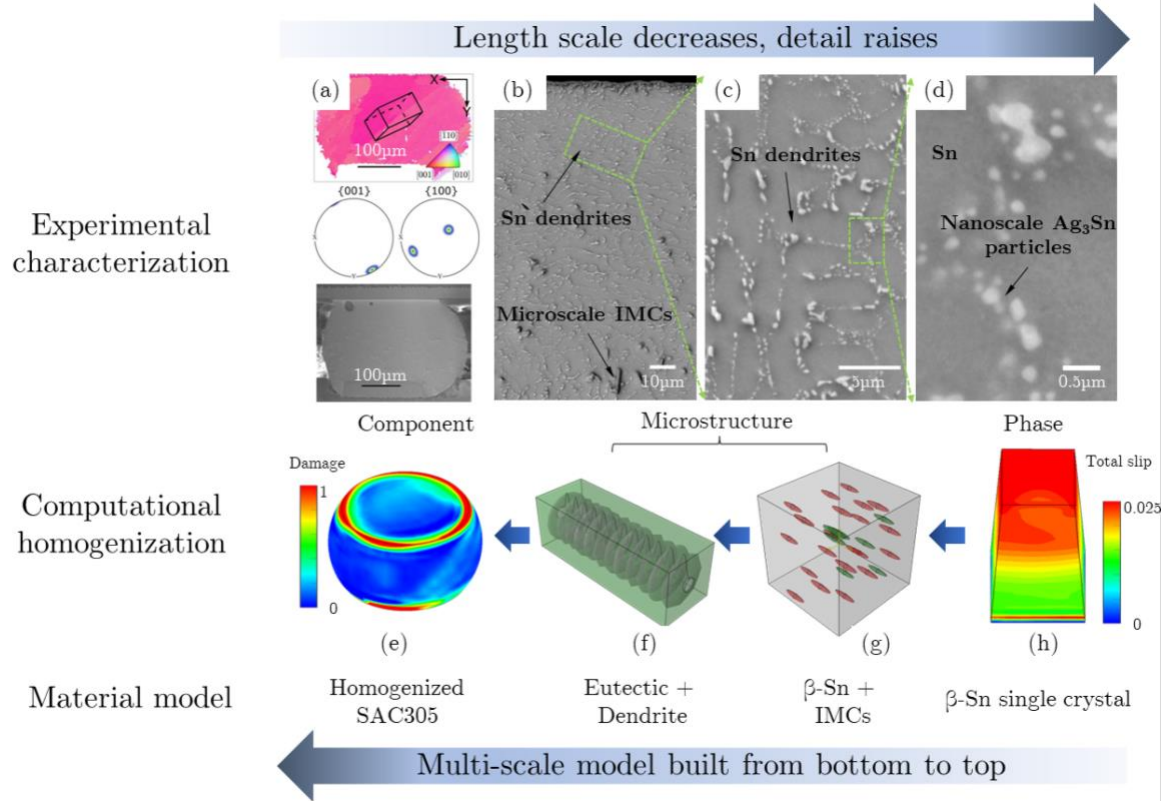 Length scale decreases, detail raises
Experimental
characterization
(a)
X
Y
100µm
110
[001]
[010]
{001}
{100}
100µm
(b)
Sn dendrites
Microscale IMCs
10µm
(c)
Sn dendrites
5µm
(d)
Sn
Nanoscale Ag₃Sn
particles
0.5µm
Component
Microstructure
Phase
Computational
homogenization
Damage
1
0
Total slip
0.025
0
(e)
(f)
(g)
(h)
Material model
Homogenized
SAC305
Eutectic +
Dendrite
β-Sn +
IMCs
β-Sn single crystal
Multi-scale model built from bottom to top